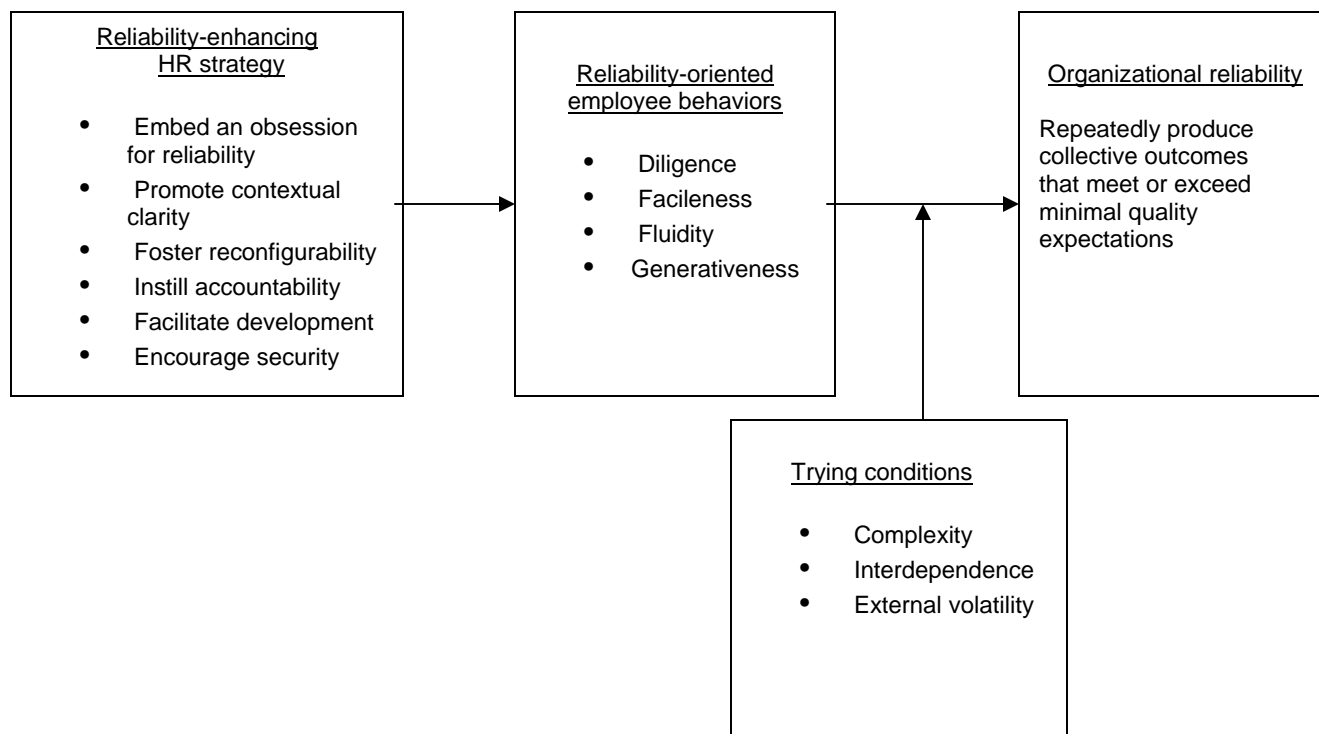 Reliability-enhancing
HR strategy
• Embed an obsession
for reliability
• Promote contextual
clarity
• Foster reconfigurability
• Instill accountability
• Facilitate development
• Encourage security
Reliability-oriented
employee behaviors
• Diligence
• Facileness
• Fluidity
• Generativeness
Organizational reliability
Repeatedly produce
collective outcomes
that meet or exceed
minimal quality
expectations
Trying conditions
• Complexity
• Interdependence
• External volatility